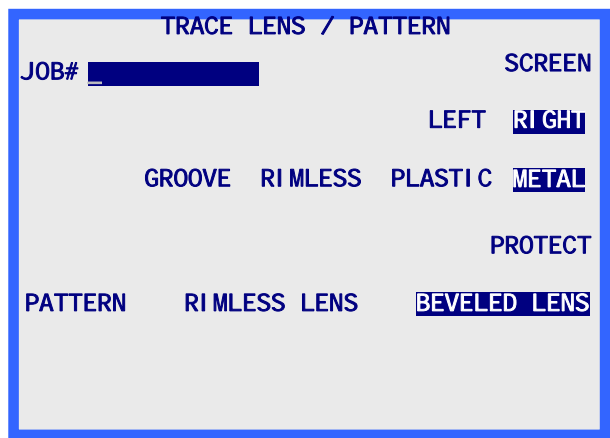 TRACE LENS / PATTERN
SCREEN
JOB# _
LEFT RIGHT
GROOVE RIMLESS PLASTIC METAL
PROTECT
PATTERN RIMLESS LENS BEVELED LENS